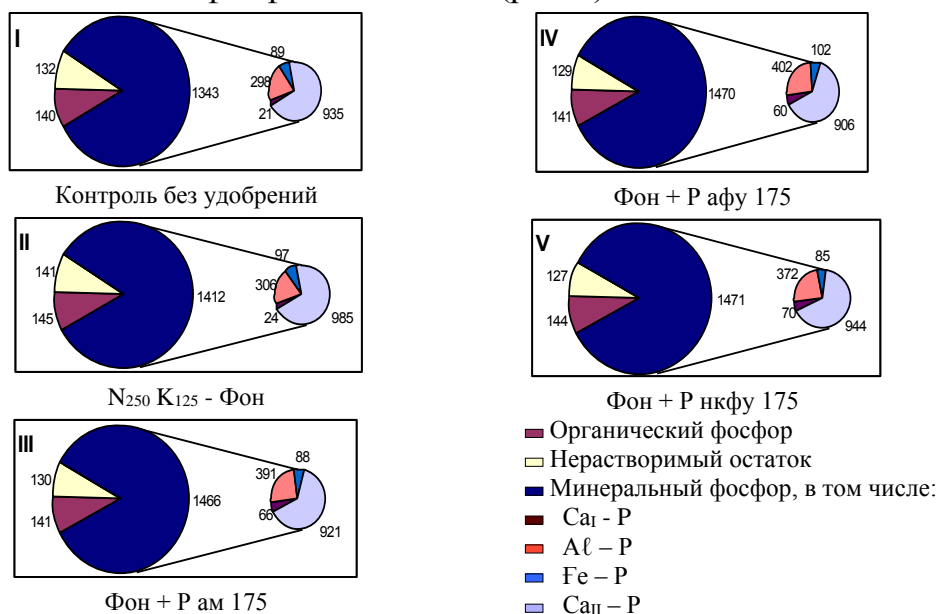 I
132
140
1343
89
298
21
935
Контроль без удобрений
II
141
145
1412
97
306
24
985
N₂₅₀ K₁₂₅ - Фон
III
130
141
1466
88
391
66
921
Фон + Р ам 175
IV
129
141
1470
102
402
60
906
Фон + Р афу 175
V
127
144
1471
85
372
70
944
Фон + Р нкфу 175
Органический фосфор
Нерастворимый остаток
Минеральный фосфор, в том числе:
Ca_I - P
Aℓ – P
Fe – P
Ca_II – P